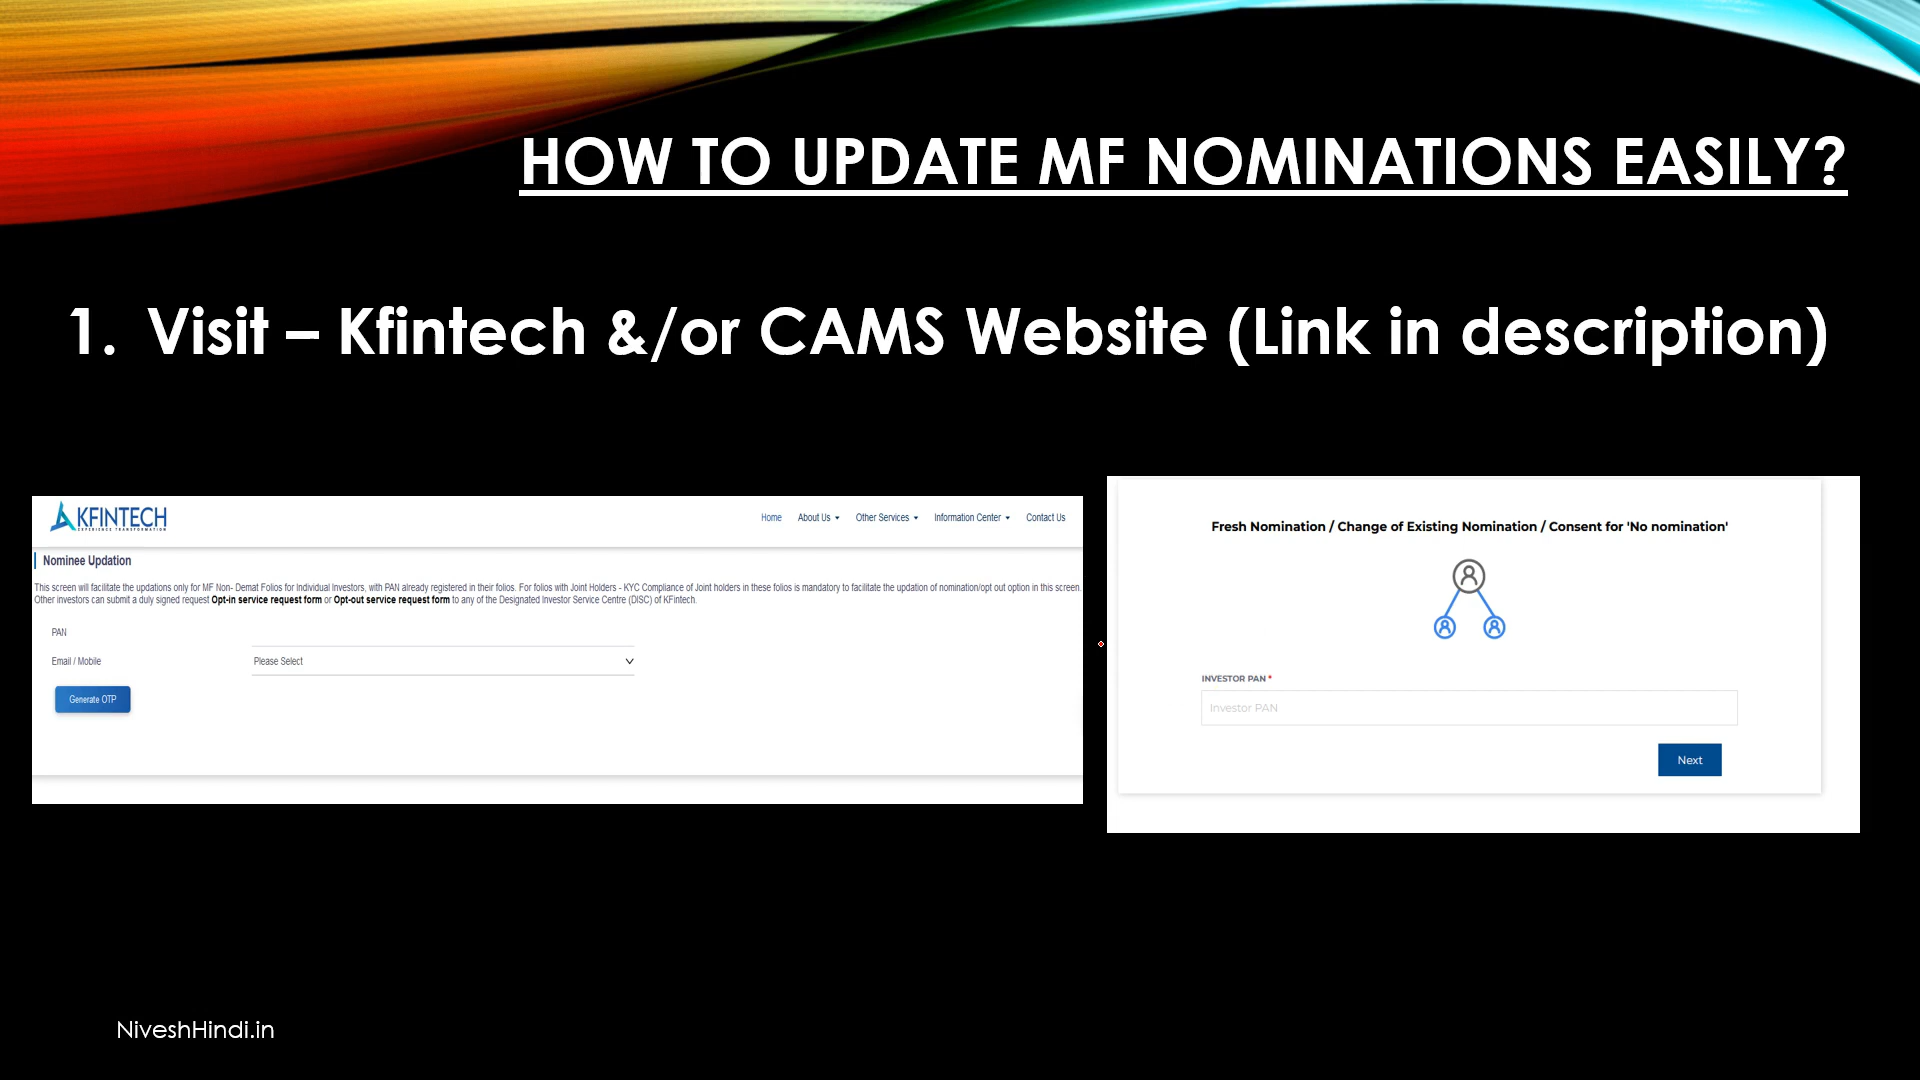 HOW TO UPDATE MF NOMINATIONS EASILY?
1. Visit – Kfintech &/or CAMS Website (Link in description)
KFINTECH
EXPERIENCE TRANSFORMATION
Home About Us Other Services Information Center Contact Us
Nominee Updation
This screen will facilitate the updations only for MF Non- Demat Folios for Individual Investors, with PAN already registered in their folios. For folios with Joint Holders - KYC Compliance of Joint holders in these folios is mandatory to facilitate the updation of nomination/opt out option in this screen.
Other investors can submit a duly signed request Opt-in service request form or Opt-out service request form to any of the Designated Investor Service Centre (DISC) of KFintech.
PAN
Email / Mobile Please Select
Generate OTP
Fresh Nomination / Change of Existing Nomination / Consent for 'No nomination'
INVESTOR PAN *
Investor PAN
Next
NiveshHindi.in